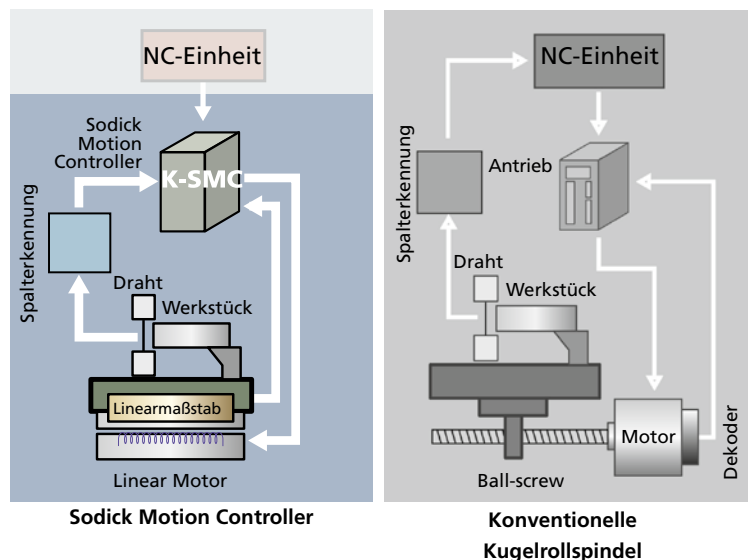 NC-Einheit
Sodick
Motion
Controller
K-SMC
Spalterkennung
Draht
Werkstück
Linearmaßstab
Linear Motor
Sodick Motion Controller
NC-Einheit
Antrieb
Spalterkennung
Draht
Werkstück
Motor
Dekoder
Ball-screw
Konventionelle
Kugelrollspindel